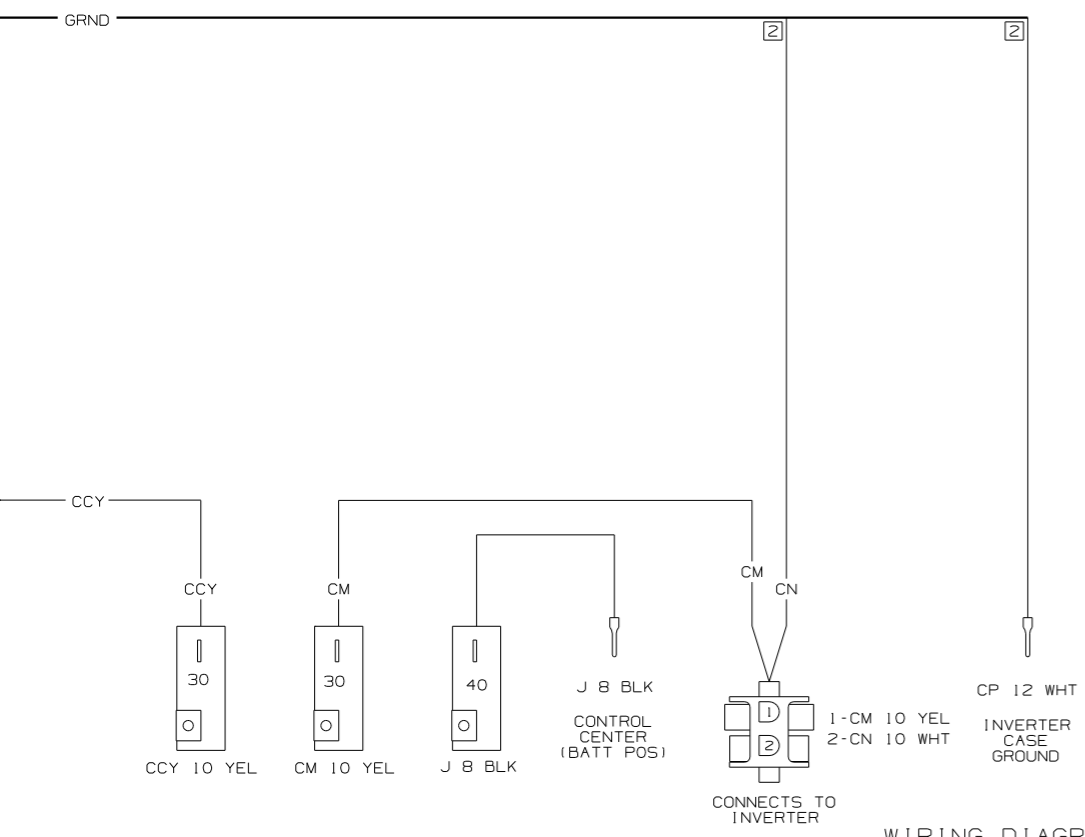 GRND
2
2
CCY
CCY
CM
CM
CN
30
30
40
J 8 BLK
CONTROL
CENTER
(BATT POS)
1
2
1-CM 10 YEL
2-CN 10 WHT
CP 12 WHT
INVERTER
CASE
GROUND
CCY 10 YEL
CM 10 YEL
J 8 BLK
CONNECTS TO
INVERTER
WIRING DIAGR